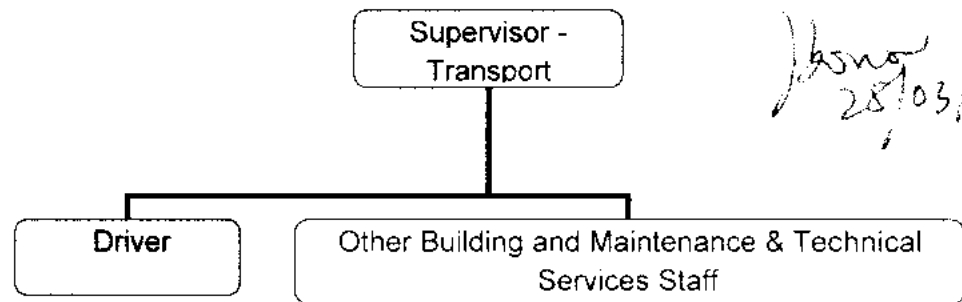 Supervisor -
Transport
28/03/
Driver
Other Building and Maintenance & Technical
Services Staff